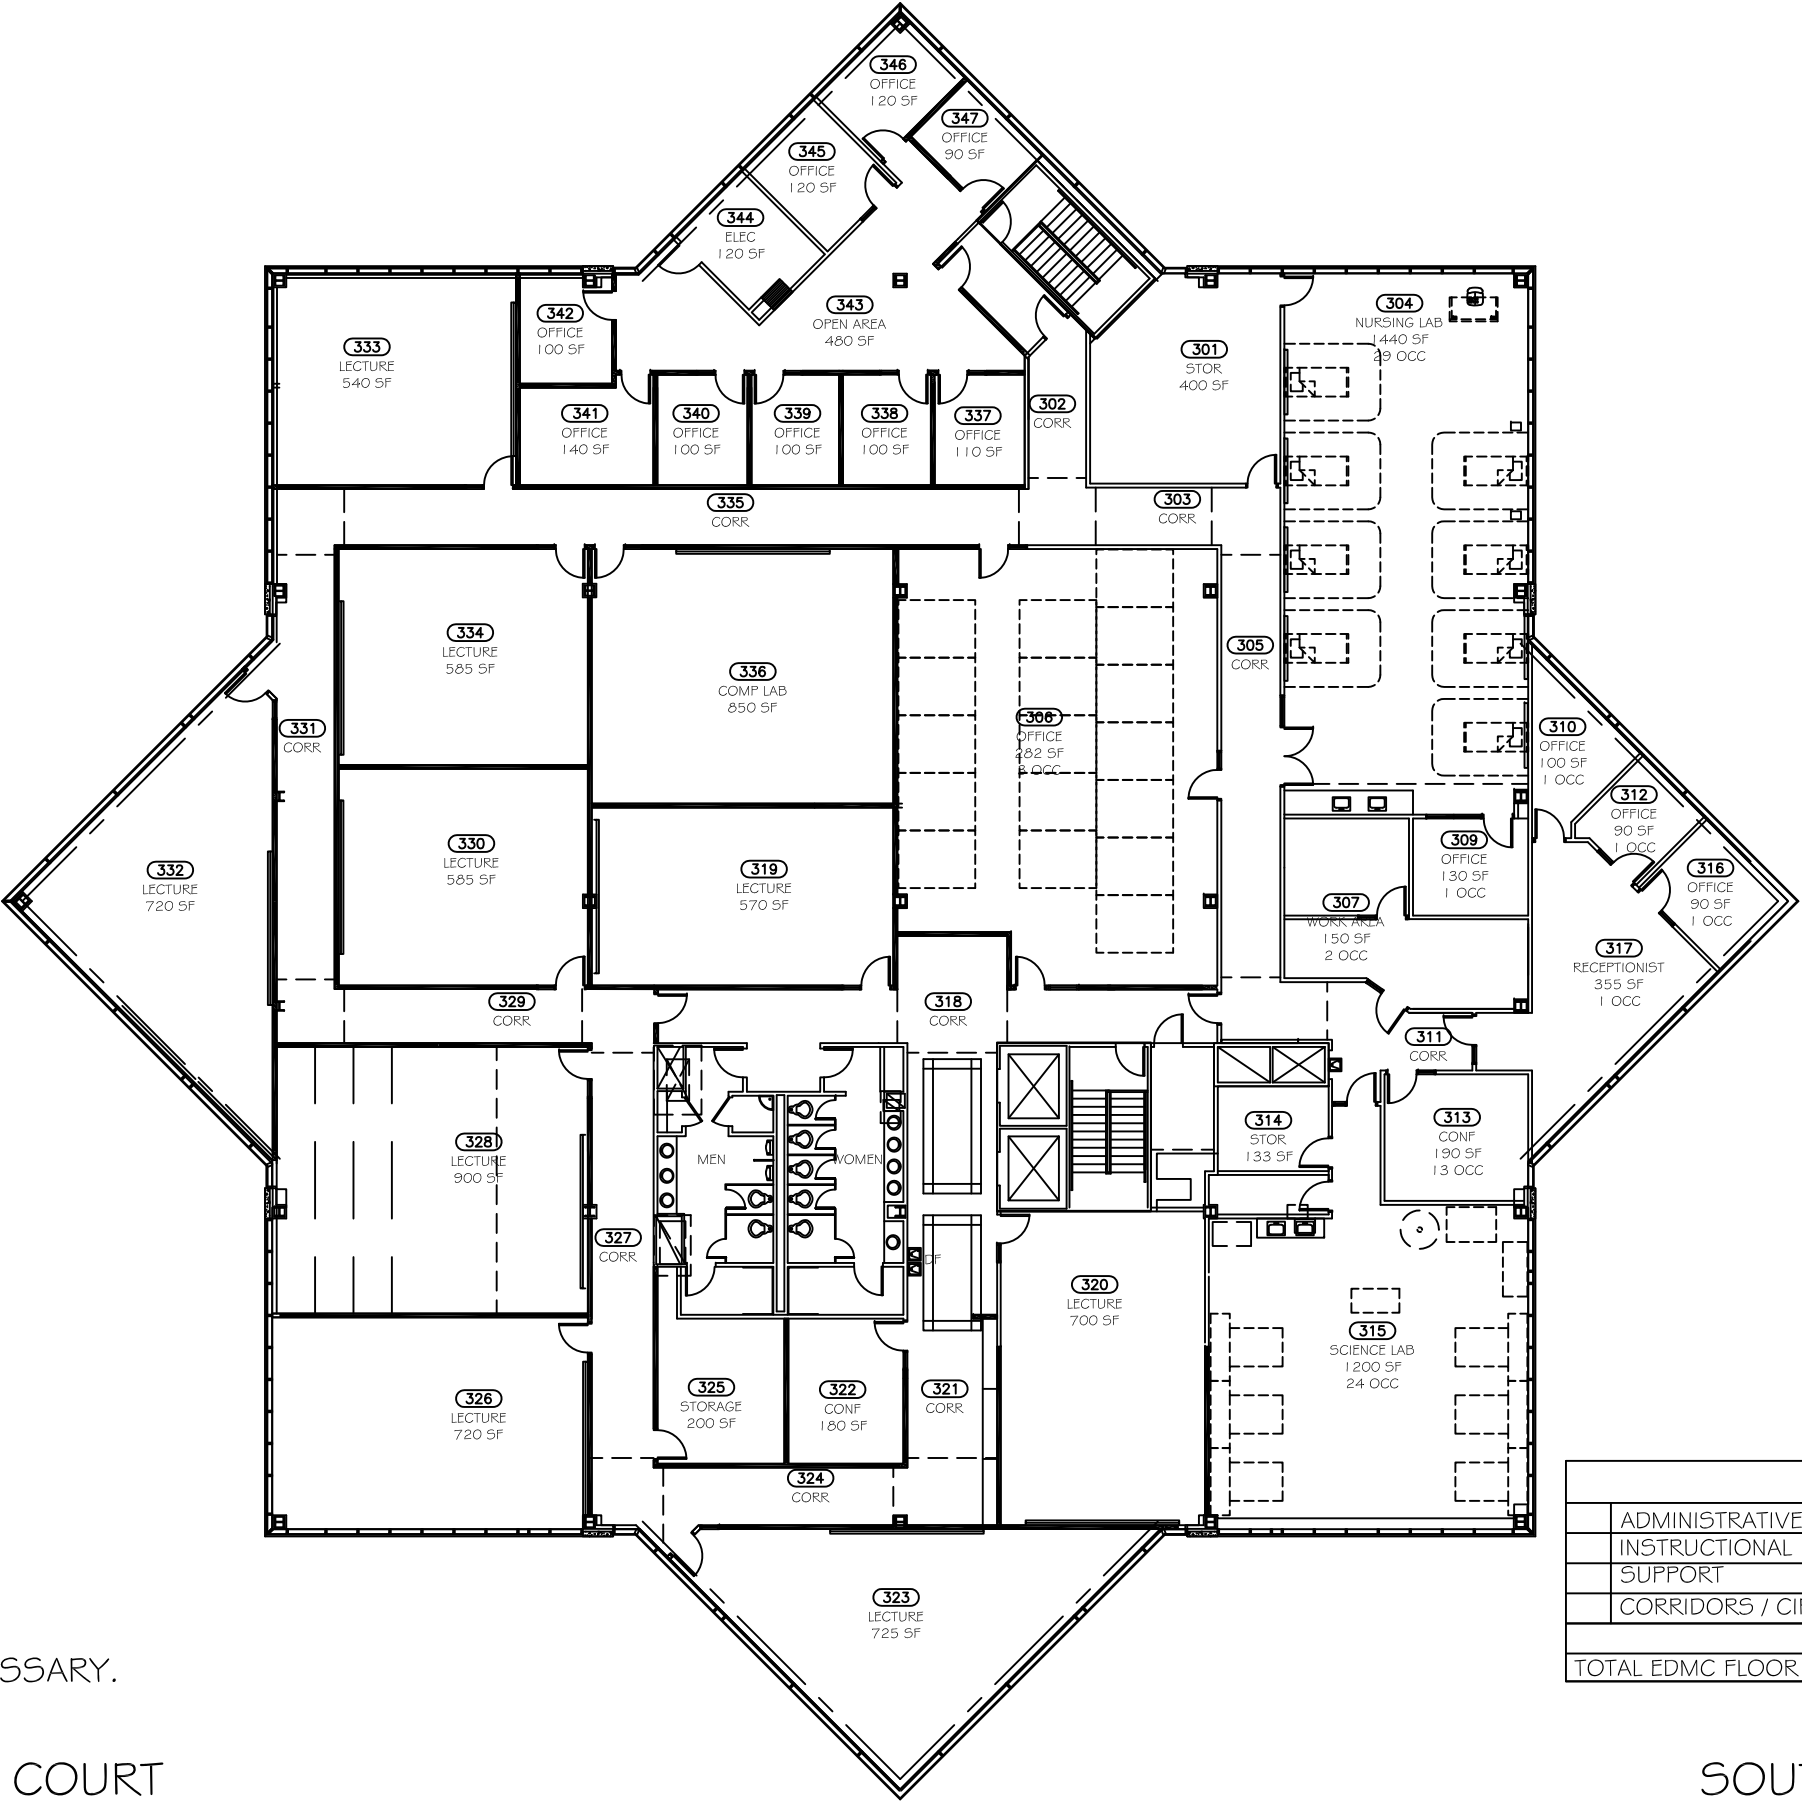 346
OFFICE
120 SF
347
OFFICE
90 SF
345
OFFICE
120 SF
344
ELEC
120 SF
343
OPEN AREA
480 SF
342
OFFICE
100 SF
333
LECTURE
540 SF
304
NURSING LAB
1440 SF
29 OCC
301
STOR
400 SF
302
CORR
341
OFFICE
140 SF
340
OFFICE
100 SF
339
OFFICE
100 SF
338
OFFICE
100 SF
337
OFFICE
110 SF
335
CORR
303
CORR
334
LECTURE
585 SF
336
COMP LAB
850 SF
305
CORR
306
OFFICE
282 SF
8 OCC
331
CORR
310
OFFICE
100 SF
1 OCC
312
OFFICE
90 SF
1 OCC
309
OFFICE
130 SF
1 OCC
316
OFFICE
90 SF
1 OCC
332
LECTURE
720 SF
330
LECTURE
585 SF
319
LECTURE
570 SF
307
WORK AREA
150 SF
2 OCC
317
RECEPTIONIST
355 SF
1 OCC
329
CORR
318
CORR
311
CORR
328
LECTURE
900 SF
MEN
WOMEN
314
STOR
133 SF
313
CONF
190 SF
13 OCC
327
CORR
DF
320
LECTURE
700 SF
315
SCIENCE LAB
1200 SF
24 OCC
326
LECTURE
720 SF
325
STORAGE
200 SF
322
CONF
180 SF
321
CORR
324
CORR
323
LECTURE
725 SF
ADMINISTRATIVE
INSTRUCTIONAL
SUPPORT
CORRIDORS / CI
TOTAL EDMC FLOOR
SSARY.
COURT
SOU